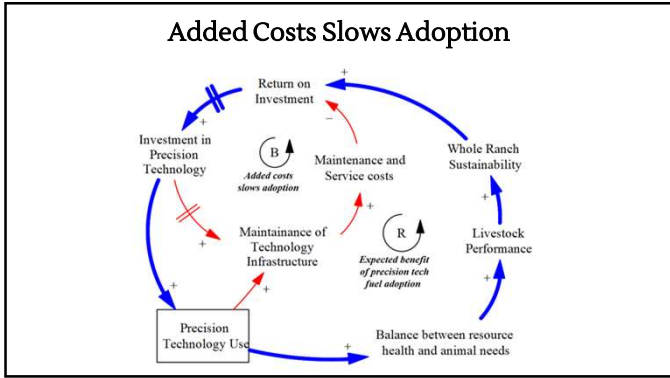 Added Costs Slows Adoption
Return on
Investment
+
+
−
Investment in
Precision
Technology
B
Added costs
slows adoption
Maintenance and
Service costs
Whole Ranch
Sustainability
+
+
Maintainance of
Technology
Infrastructure
+
R
Expected benefit
of precision tech
fuel adoption
Livestock
Performance
+
+
+
Precision
Technology Use
+
Balance between resource
health and animal needs